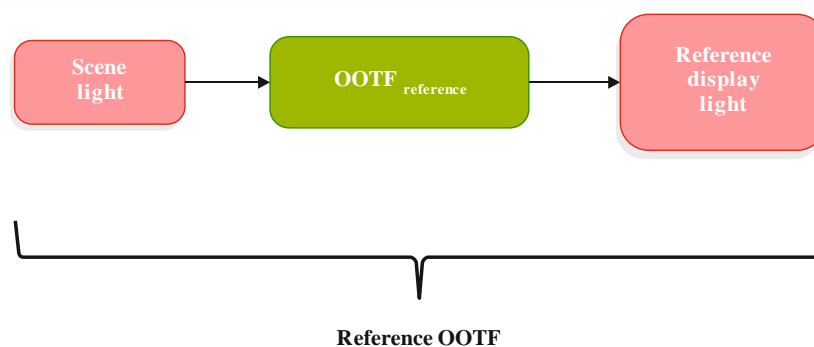 Scene
light
OOTF reference
Reference
display
light
Reference OOTF